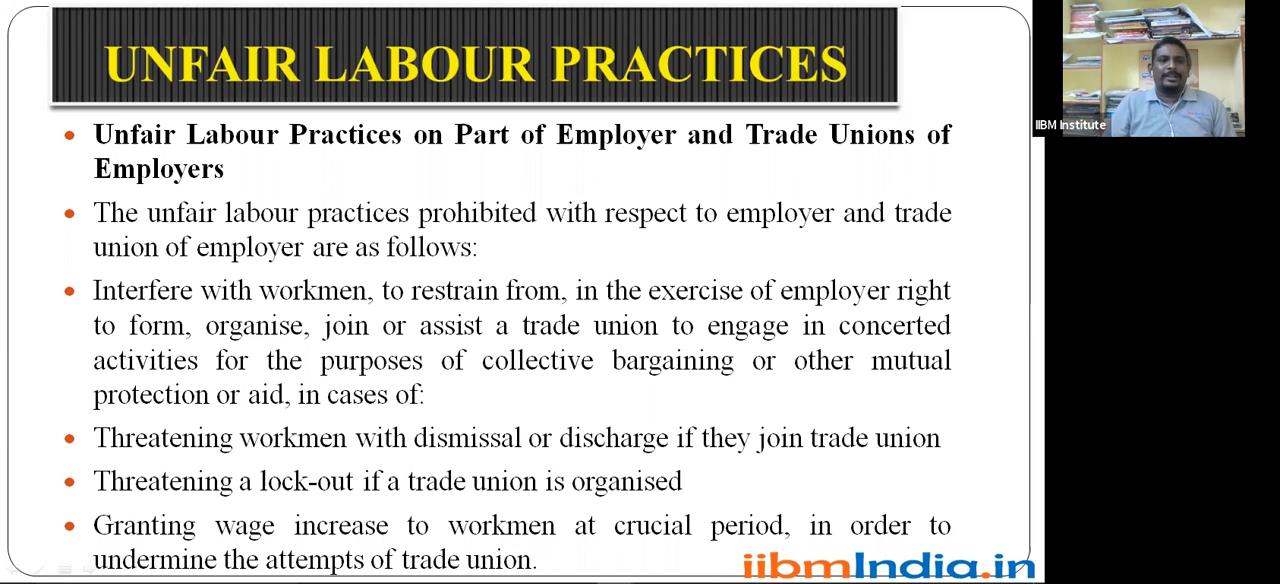 UNFAIR LABOUR PRACTICES
• Unfair Labour Practices on Part of Employer and Trade Unions of
Employers
• The unfair labour practices prohibited with respect to employer and trade
union of employer are as follows:
• Interfere with workmen, to restrain from, in the exercise of employer right
to form, organise, join or assist a trade union to engage in concerted
activities for the purposes of collective bargaining or other mutual
protection or aid, in cases of:
• Threatening workmen with dismissal or discharge if they join trade union
• Threatening a lock-out if a trade union is organised
• Granting wage increase to workmen at crucial period, in order to
undermine the attempts of trade union.
iibmIndia.in
IIBM Institute